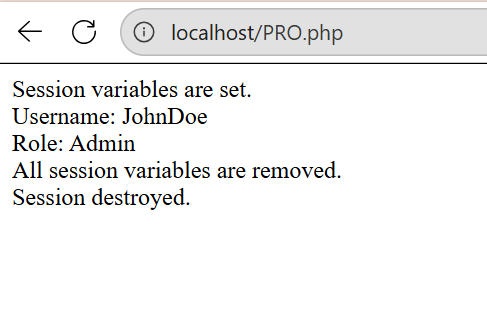 localhost/PRO.php
Session variables are set.
Username: JohnDoe
Role: Admin
All session variables are removed.
Session destroyed.